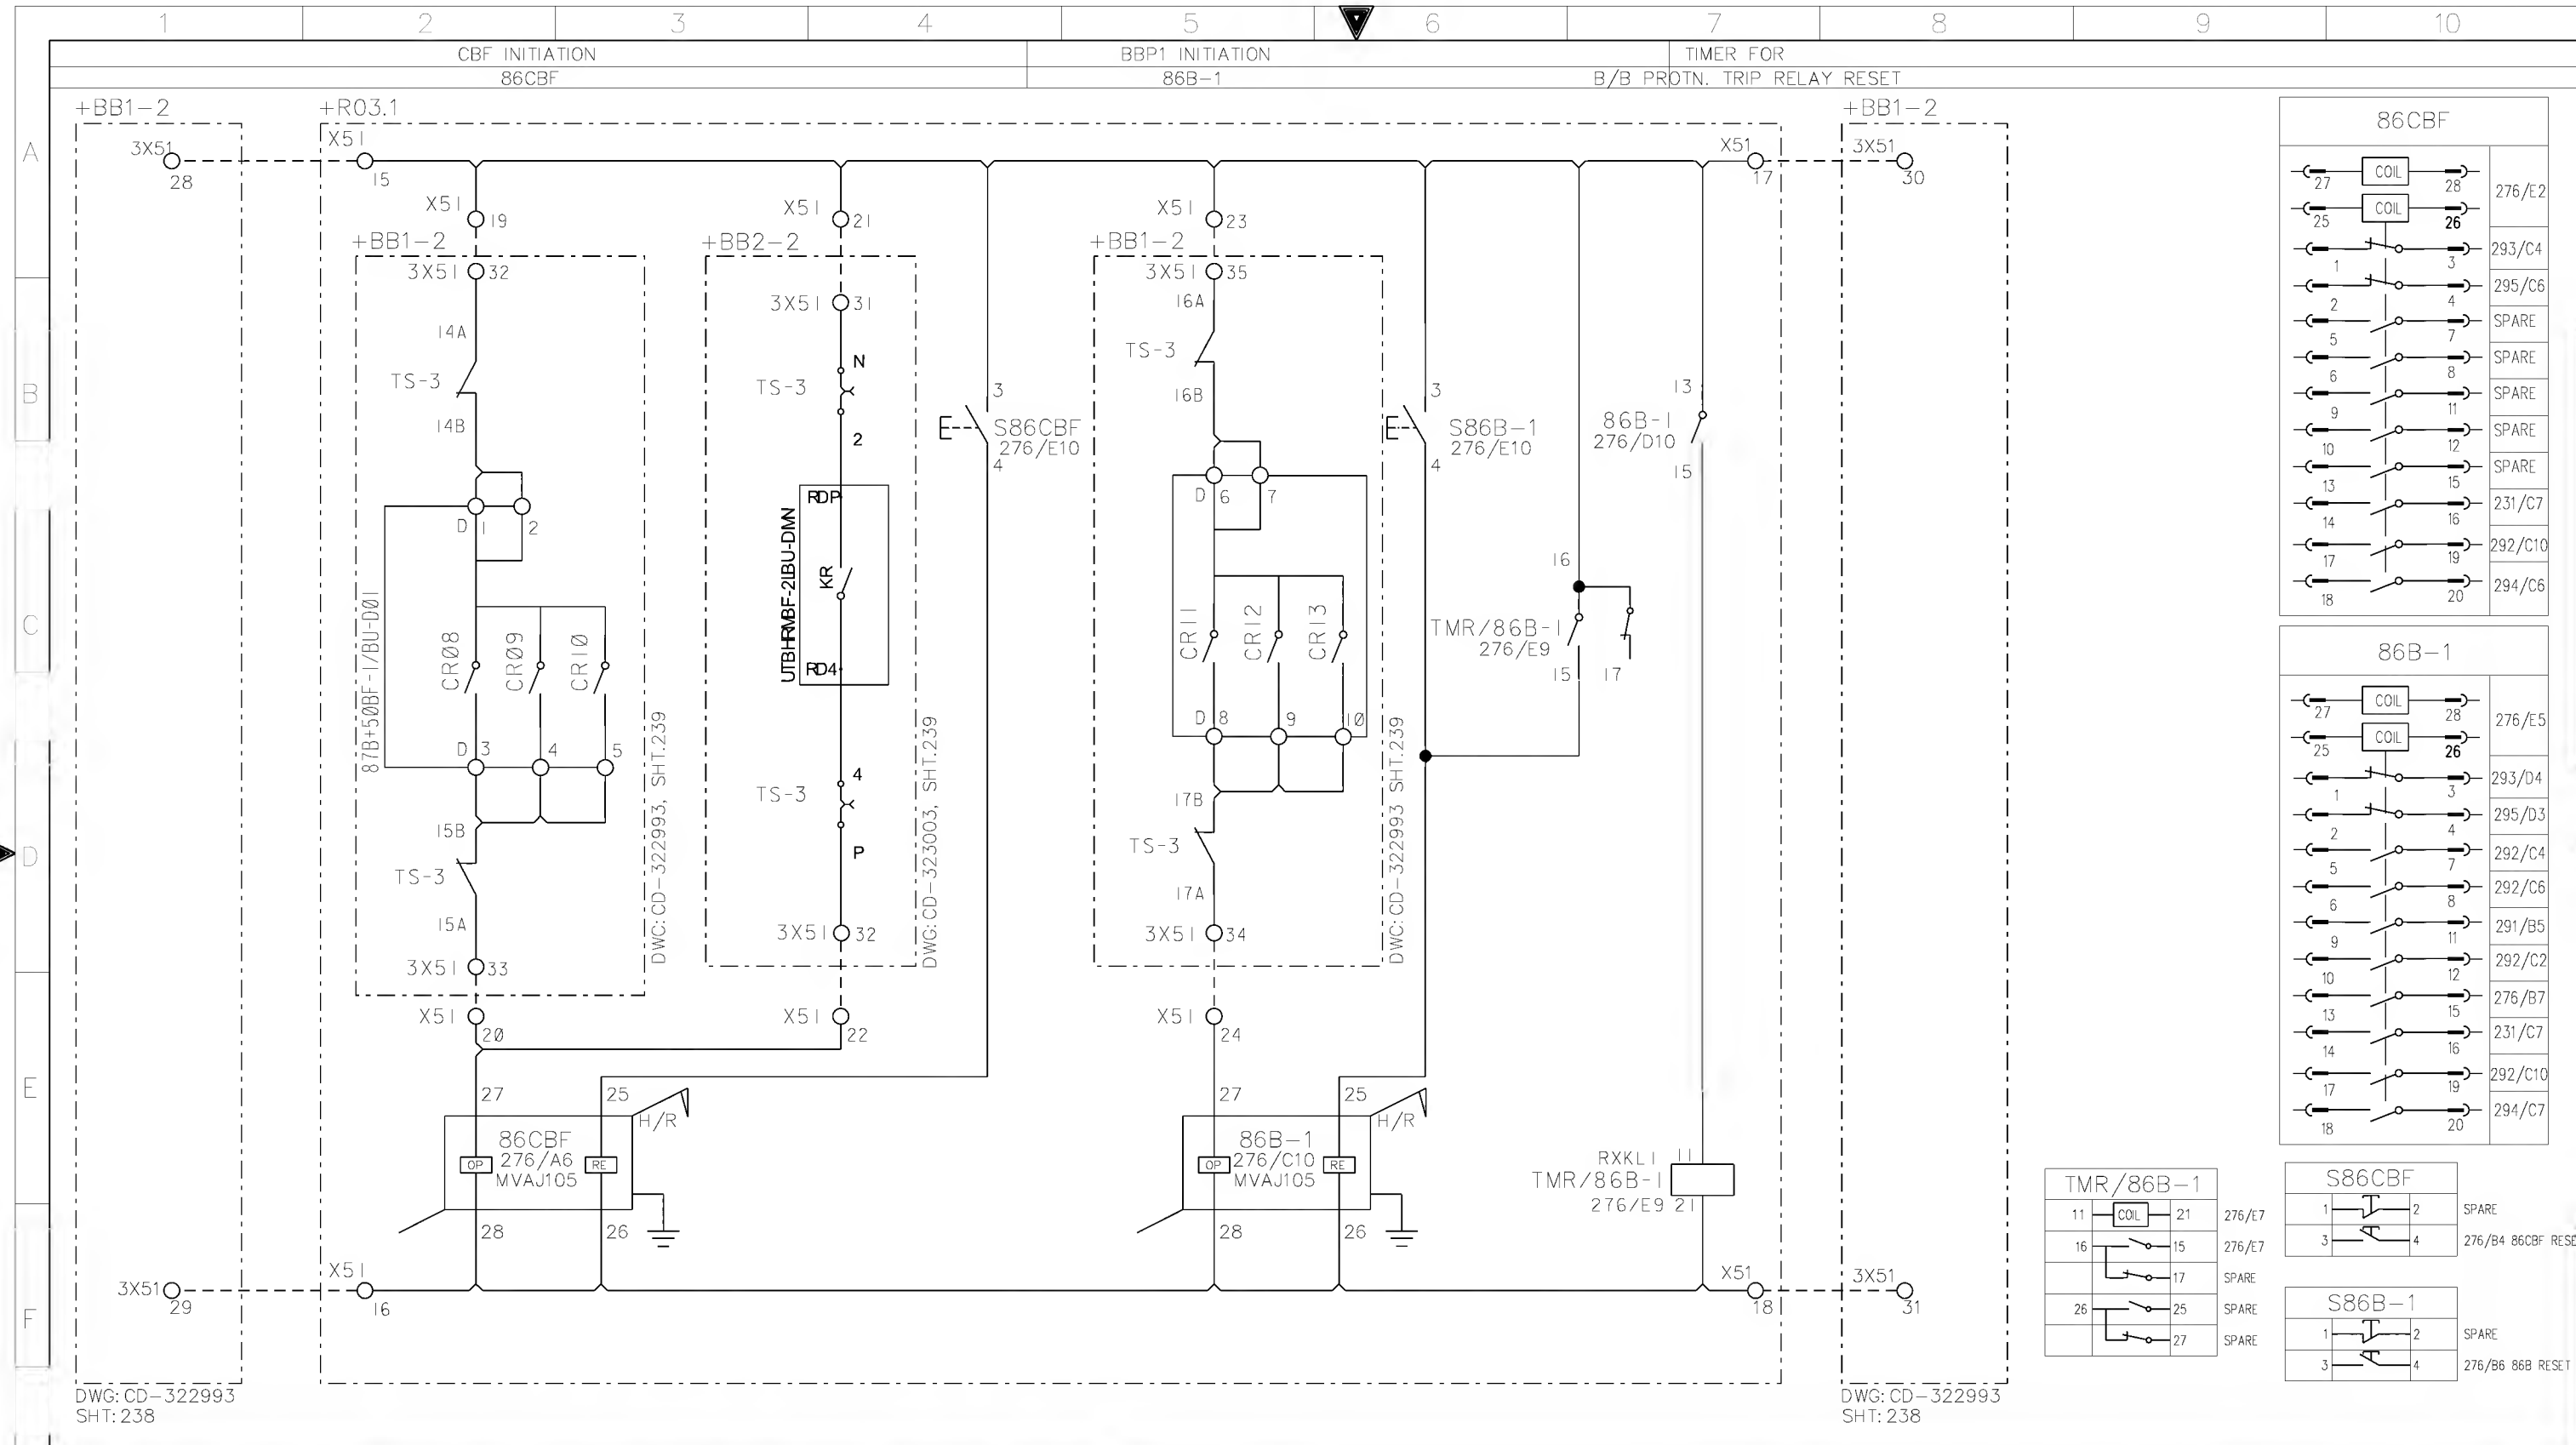 1 2 3 4 5 6 7 8 9 10
CBF INITIATION BBP1 INITIATION TIMER FOR
86CBF 86B-1 B/B PROTN. TRIP RELAY RESET
A
B
C
D
E
F
+BB1-2
3X51
28
3X51
29
DWG: CD-322993
SHT: 238
+R03.1
X51
15
X51
19
+BB1-2
3X51 32
14A
TS-3
14B
D 1 2
87B+50BF-1/BU-D01
CR08 CR09 CR10
D 3 4 5
15B
TS-3
15A
3X51 33
X51
20
DWC: CD-322993, SHT.239
27 25
H/R
86CBF
276/A6
MVAJ105
OP RE
28 26
X51
16
X51
21
+BB2-2
3X51 31
N
TS-3
2
RDP
UTBHRMBF-2LBU-DMN
KR
RD4
4
TS-3
P
3X51 32
X51
22
DWG: CD-323003, SHT.239
3
S86CBF
276/E10
4
X51
23
+BB1-2
3X51 35
16A
TS-3
16B
D 6 7
CR11 CR12 CR13
D 8 9 10
17B
TS-3
17A
3X51 34
X51
24
DWC: CD-322993 SHT.239
27 25
H/R
86B-1
276/C10
MVAJ105
OP RE
28 26
3
S86B-1
276/E10
4
16
TMR/86B-1
276/E9
15 17
13
86B-1
276/D10
15
RXKL1 11
TMR/86B-1
276/E9 21
X51
17
X51
18
+BB1-2
3X51
30
3X51
31
DWG: CD-322993
SHT: 238
86CBF
27 COIL 28 276/E2
25 COIL 26
1 3 293/C4
2 4 295/C6
5 7 SPARE
6 8 SPARE
9 11 SPARE
10 12 SPARE
13 15 SPARE
14 16 231/C7
17 19 292/C10
18 20 294/C6
86B-1
27 COIL 28 276/E5
25 COIL 26
1 3 293/D4
2 4 295/D3
5 7 292/C4
6 8 292/C6
9 11 291/B5
10 12 292/C2
13 15 276/B7
14 16 231/C7
17 19 292/C10
18 20 294/C7
TMR/86B-1
11 COIL 21 276/E7
16 15 276/E7
17 SPARE
26 25 SPARE
27 SPARE
S86CBF
1 2 SPARE
3 4 276/B4 86CBF RESE
S86B-1
1 2 SPARE
3 4 276/B6 86B RESET